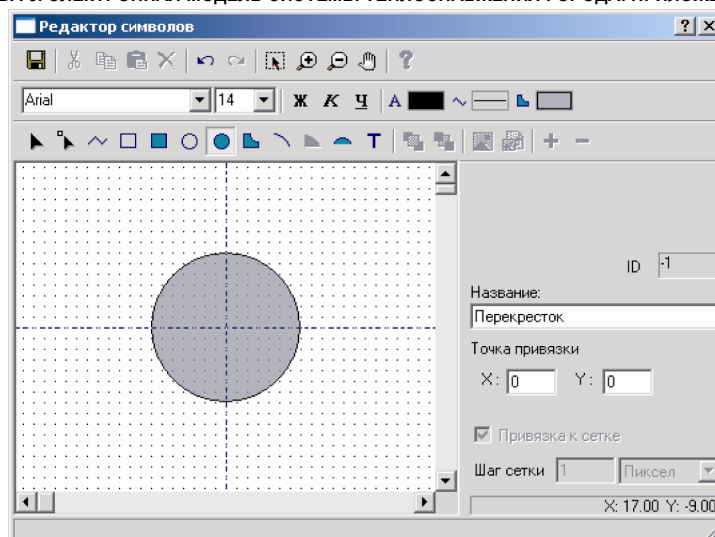 Редактор символов
Arial
14
Ж К Ч А
Т
ID -1
Название:
Перекресток
Точка привязки
X: 0 Y: 0
Привязка к сетке
Шаг сетки 1 Пиксел
X: 17.00 Y: -9.00